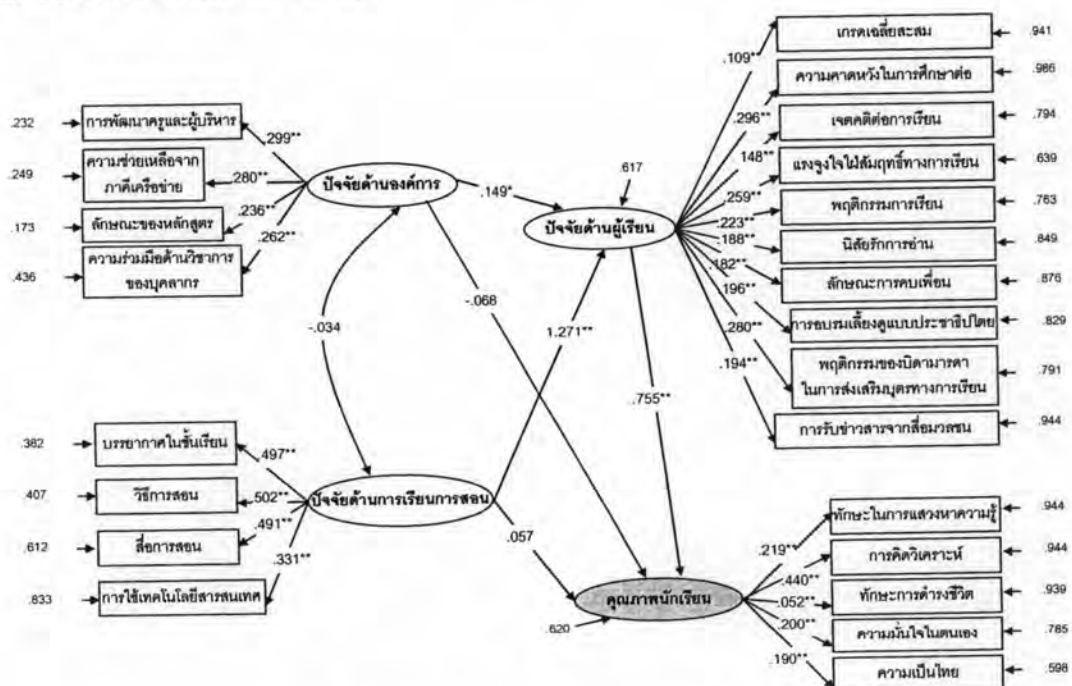 .232
การพัฒนาครูและผู้บริหาร
.299**
.249
ความช่วยเหลือจาก
ภาคีเครือข่าย
.280**
.173
ลักษณะของหลักสูตร
.236**
.436
ความร่วมมือด้านวิชาการ
ของบุคลากร
.262**
ปัจจัยด้านองค์การ
.149*
-.068
-.034
.382
บรรยากาศในชั้นเรียน
.497**
.407
วิธีการสอน
.502**
.612
สื่อการสอน
.491**
.833
การใช้เทคโนโลยีสารสนเทศ
.331**
ปัจจัยด้านการเรียนการสอน
1.271**
.057
.617
ปัจจัยด้านผู้เรียน
.755**
.109**
เกรดเฉลี่ยสะสม
.941
.296**
ความคาดหวังในการศึกษาต่อ
.986
.148**
เจตคติต่อการเรียน
.794
.259**
แรงจูงใจใฝ่สัมฤทธิ์ทางการเรียน
.639
.223**
พฤติกรรมการเรียน
.763
.188**
นิสัยรักการอ่าน
.849
.182**
ลักษณะการคบเพื่อน
.876
.196**
การอบรมเลี้ยงดูแบบประชาธิปไตย
.829
.280**
พฤติกรรมของบิดามารดา
ในการส่งเสริมบุตรทางการเรียน
.791
.194**
การรับข่าวสารจากสื่อมวลชน
.944
คุณภาพนักเรียน
.620
.219**
ทักษะในการแสวงหาความรู้
.944
.440**
การคิดวิเคราะห์
.944
-.052**
ทักษะการดำรงชีวิต
.939
.200**
ความมั่นใจในตนเอง
.785
.190**
ความเป็นไทย
.598